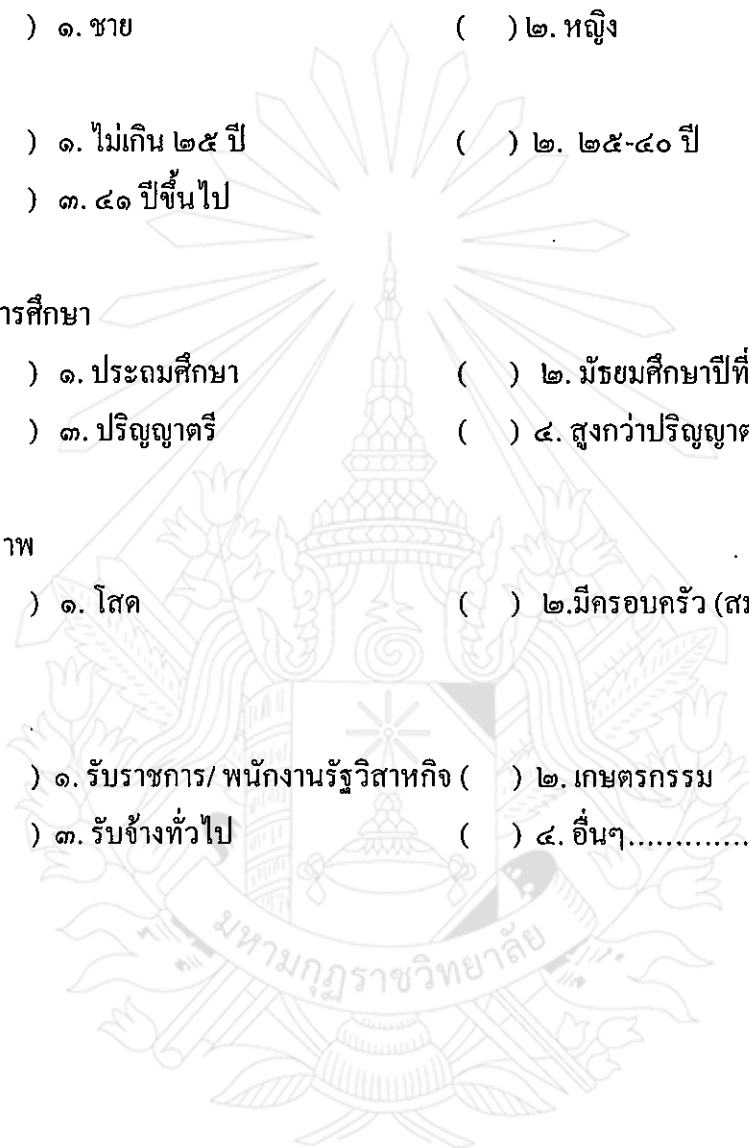 ) ๑. ชาย ( ) ๒. หญิง
) ๑. ไม่เกิน ๒๕ ปี ( ) ๒. ๒๕-๔๐ ปี
) ๓. ๔๑ ปีขึ้นไป
ารศึกษา
) ๑. ประถมศึกษา ( ) ๒. มัธยมศึกษาปีที่
) ๓. ปริญญาตรี ( ) ๔. สูงกว่าปริญญาต
าพ
) ๑. โสด ( ) ๒.มีครอบครัว (สม
) ๑. รับราชการ/ พนักงานรัฐวิสาหกิจ ( ) ๒. เกษตรกรรม
) ๓. รับจ้างทั่วไป ( ) ๔. อื่นๆ..............
มหามกุฏราชวิทยาลัย